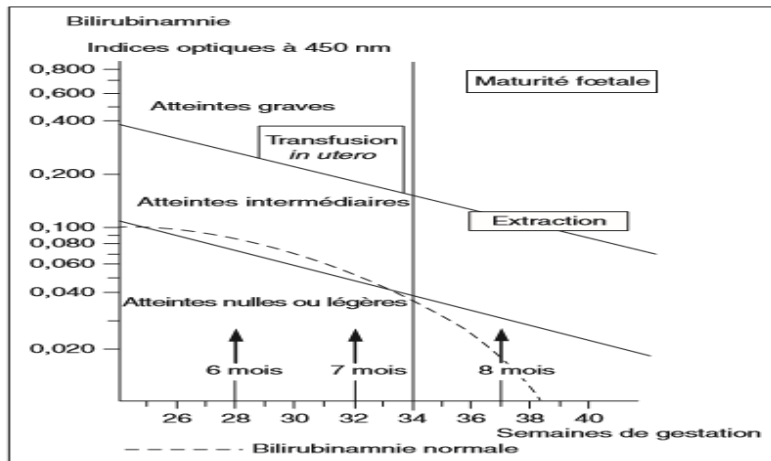 Bilirubinamnie
Indices optiques à 450 nm
0,800
Maturité fœtale
0,600
Atteintes graves
0,400
Transfusion
in utero
0,200
Atteintes intermédiaires
0,100
Extraction
0,080
0,060
0,040
Atteintes nulles ou légères
0,020
6 mois 7 mois 8 mois
26 28 30 32 34 36 38 40
Semaines de gestation
Bilirubinamnie normale